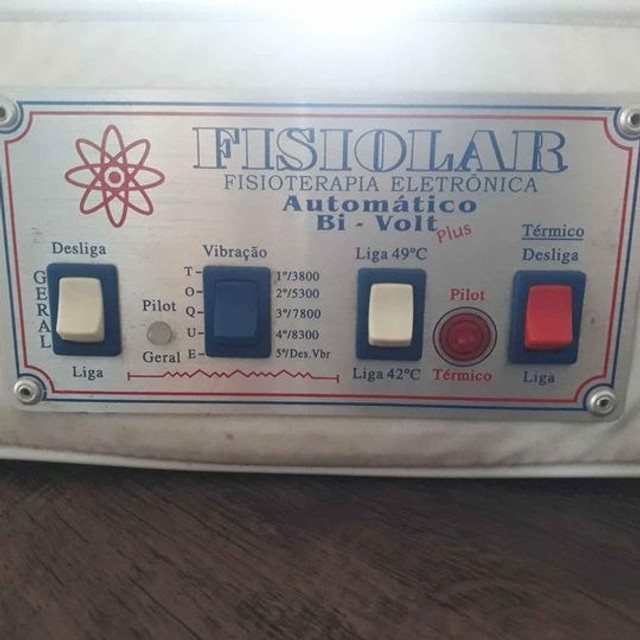 FISIOLAR
FISIOTERAPIA ELETRÔNICA
Automático
Bi - Volt Plus
Desliga
GERAL
Liga
Pilot
Geral
Vibração
T - 1º/3800
O - 2º/5300
Q - 3º/7800
U - 4º/8300
E - 5º/Des.Vbr
Liga 49ºC
Liga 42ºC
Pilot
Térmico
Térmico
Desliga
Liga